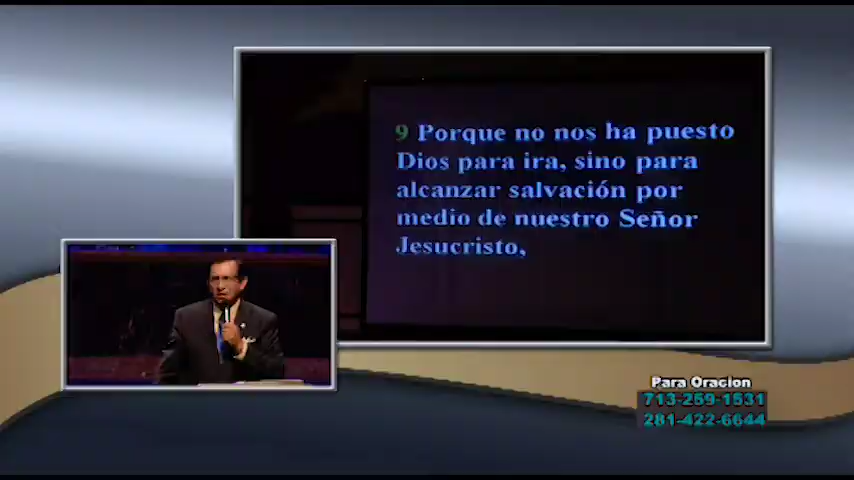 9 Porque no nos ha puesto
Dios para ira, sino para
alcanzar salvación por
medio de nuestro Señor
Jesucristo,
Para Oracion
713-259-1531
281-422-6644